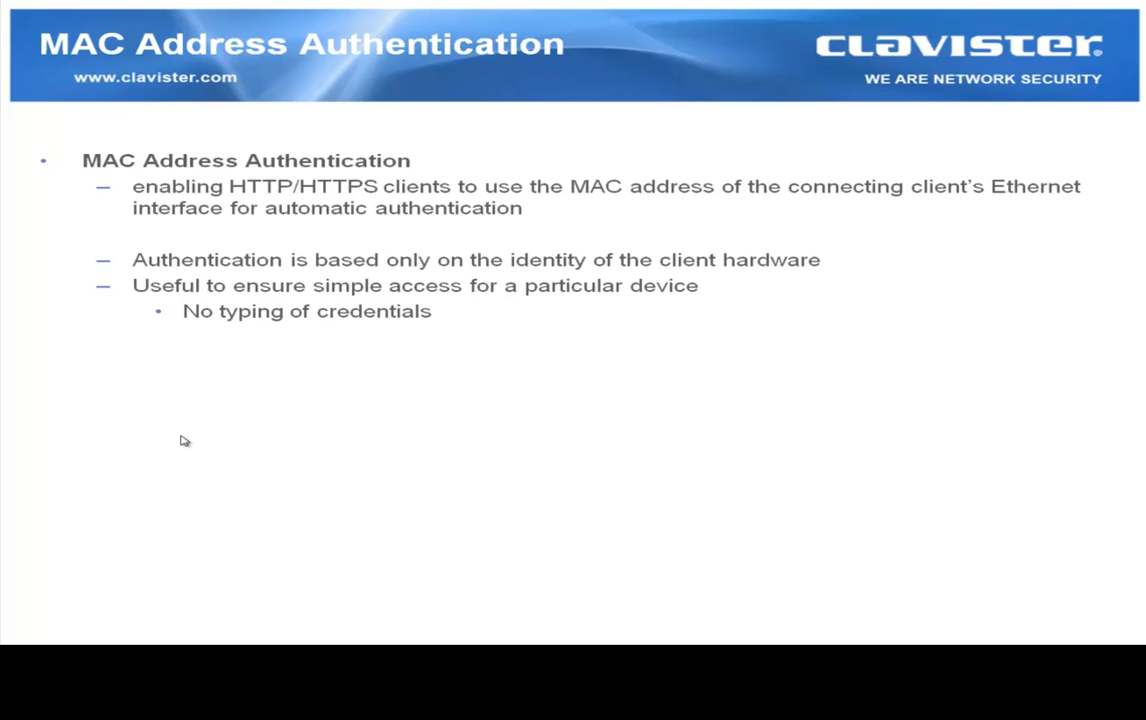 MAC Address Authentication
www.clavister.com
CLAVISTER®
WE ARE NETWORK SECURITY
• MAC Address Authentication
– enabling HTTP/HTTPS clients to use the MAC address of the connecting client's Ethernet
interface for automatic authentication
– Authentication is based only on the identity of the client hardware
– Useful to ensure simple access for a particular device
• No typing of credentials